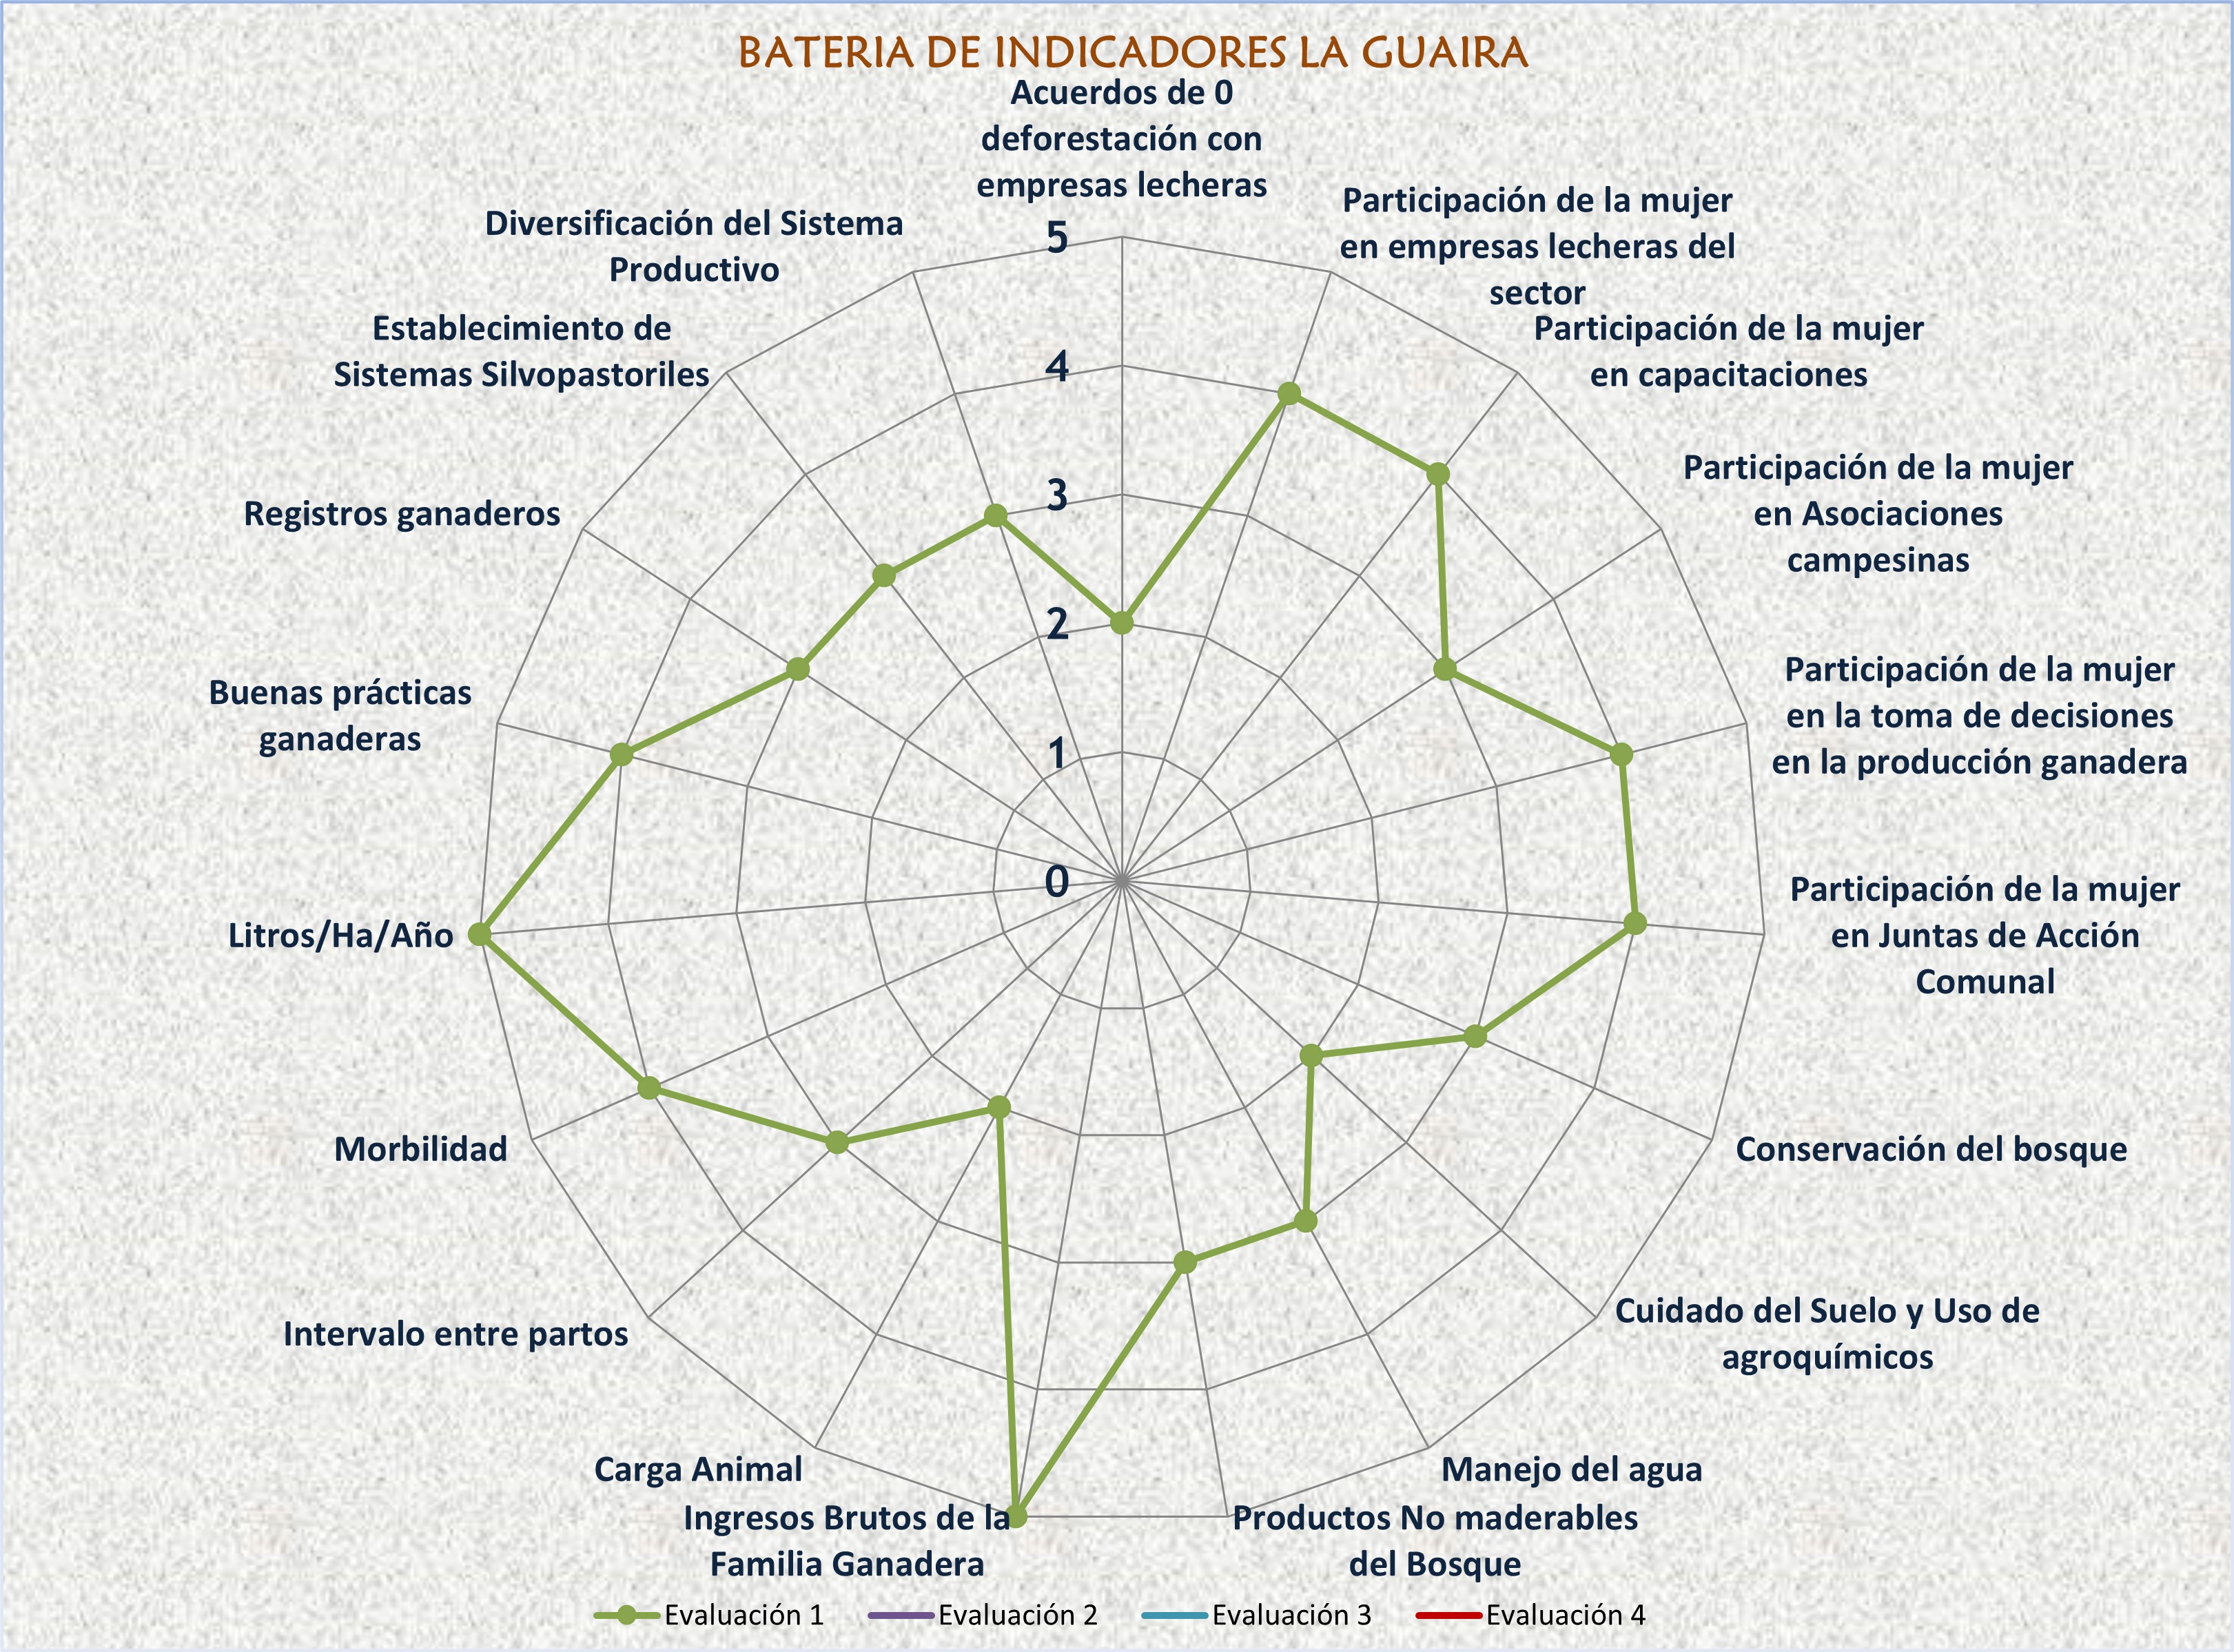 BATERIA DE INDICADORES LA GUAIRA
Acuerdos de 0
deforestación con
empresas lecheras
Participación de la mujer
en empresas lecheras del
sector
Participación de la mujer
en capacitaciones
Participación de la mujer
en Asociaciones
campesinas
Participación de la mujer
en la toma de decisiones
en la producción ganadera
Participación de la mujer
en Juntas de Acción
Comunal
Conservación del bosque
Cuidado del Suelo y Uso de
agroquímicos
Manejo del agua
Productos No maderables
del Bosque
Ingresos Brutos de la
Familia Ganadera
Carga Animal
Intervalo entre partos
Morbilidad
Litros/Ha/Año
Buenas prácticas
ganaderas
Registros ganaderos
Establecimiento de
Sistemas Silvopastoriles
Diversificación del Sistema
Productivo
5
4
3
2
1
0
Evaluación 1
Evaluación 2
Evaluación 3
Evaluación 4